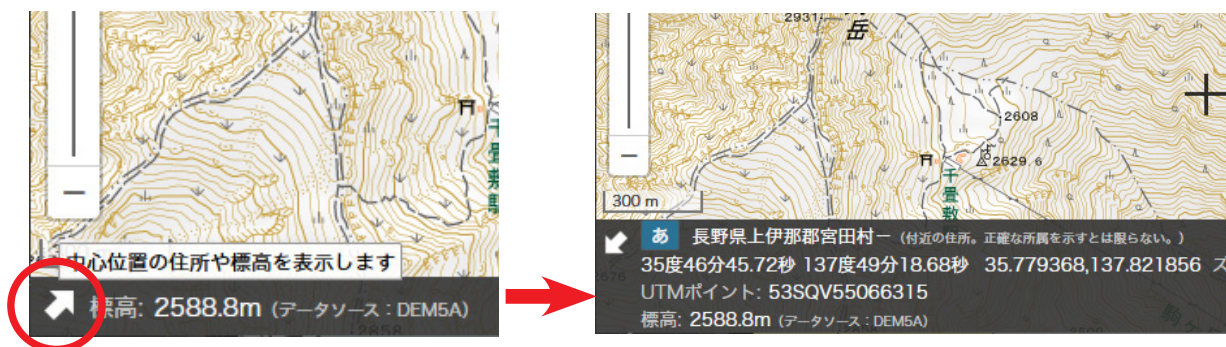 千畳敷駅
中心位置の住所や標高を表示します
標高: 2588.8m (データソース：DEM5A)
2858
2931
岳
2608
2629.6
千畳敷
300 m
あ 長野県上伊那郡宮田村－ (付近の住所。正確な所属を示すとは限らない。)
35度46分45.72秒 137度49分18.68秒 35.779368,137.821856 ズ
UTMポイント: 53SQV55066315
標高: 2588.8m (データソース：DEM5A)